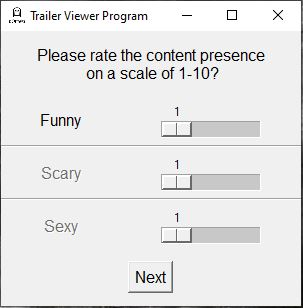 Trailer Viewer Program
Please rate the content presence
on a scale of 1-10?
1
Funny
1
Scary
1
Sexy
Next